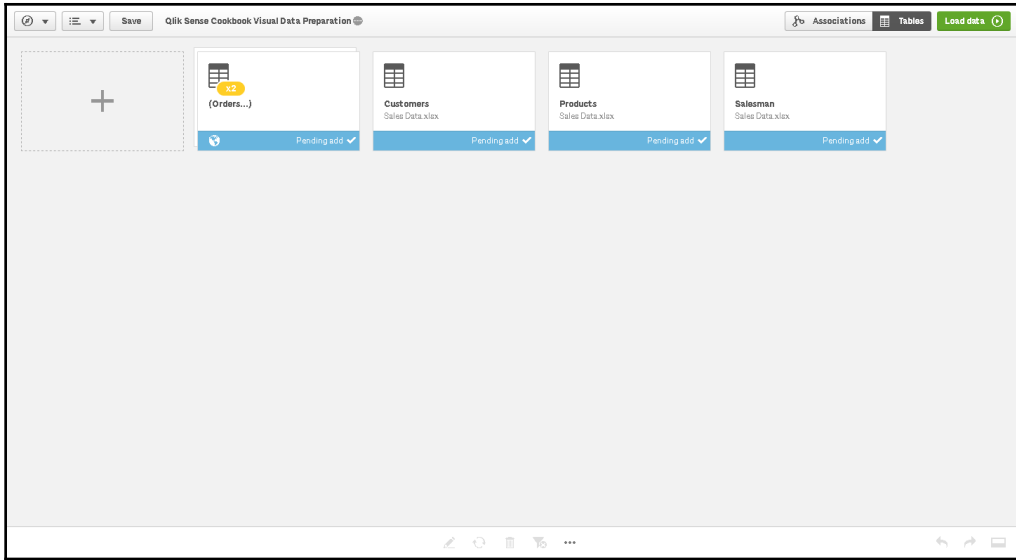 Save
Qlik Sense Cookbook Visual Data Preparation
Associations
Tables
Load data
x2
(Orders...)
Pending add
Customers
Sales Data.xlsx
Pending add
Products
Sales Data.xlsx
Pending add
Salesman
Sales Data.xlsx
Pending add